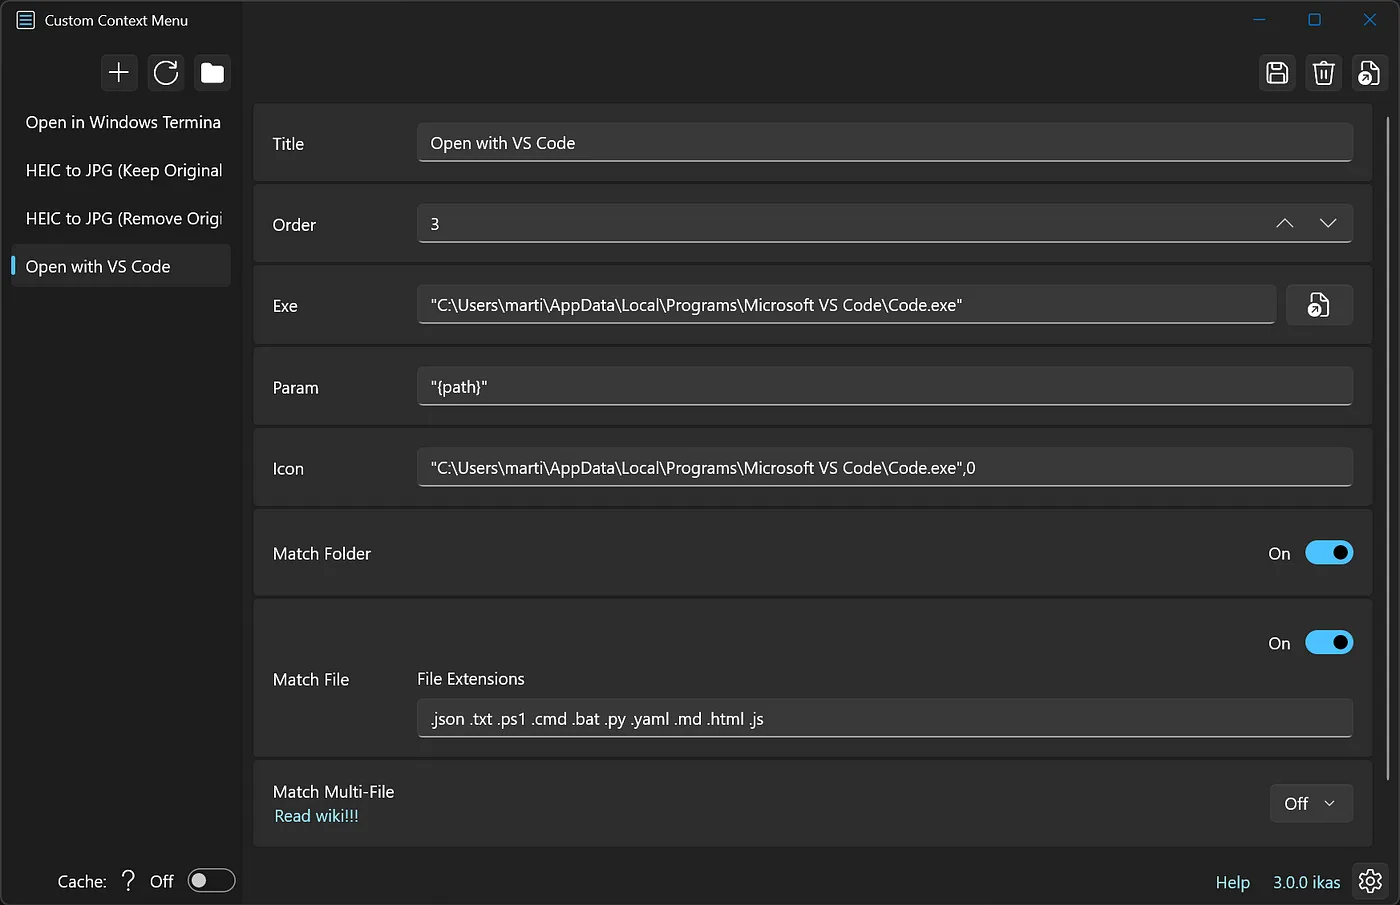 Custom Context Menu
Open in Windows Termina
HEIC to JPG (Keep Original
HEIC to JPG (Remove Origi
Open with VS Code
Title
Open with VS Code
Order
3
Exe
"C:\Users\marti\AppData\Local\Programs\Microsoft VS Code\Code.exe"
Param
"{path}"
Icon
"C:\Users\marti\AppData\Local\Programs\Microsoft VS Code\Code.exe",0
Match Folder
On
On
Match File
File Extensions
.json .txt .ps1 .cmd .bat .py .yaml .md .html .js
Match Multi-File
Read wiki!!!
Off
Cache: ? Off
Help
3.0.0 ikas